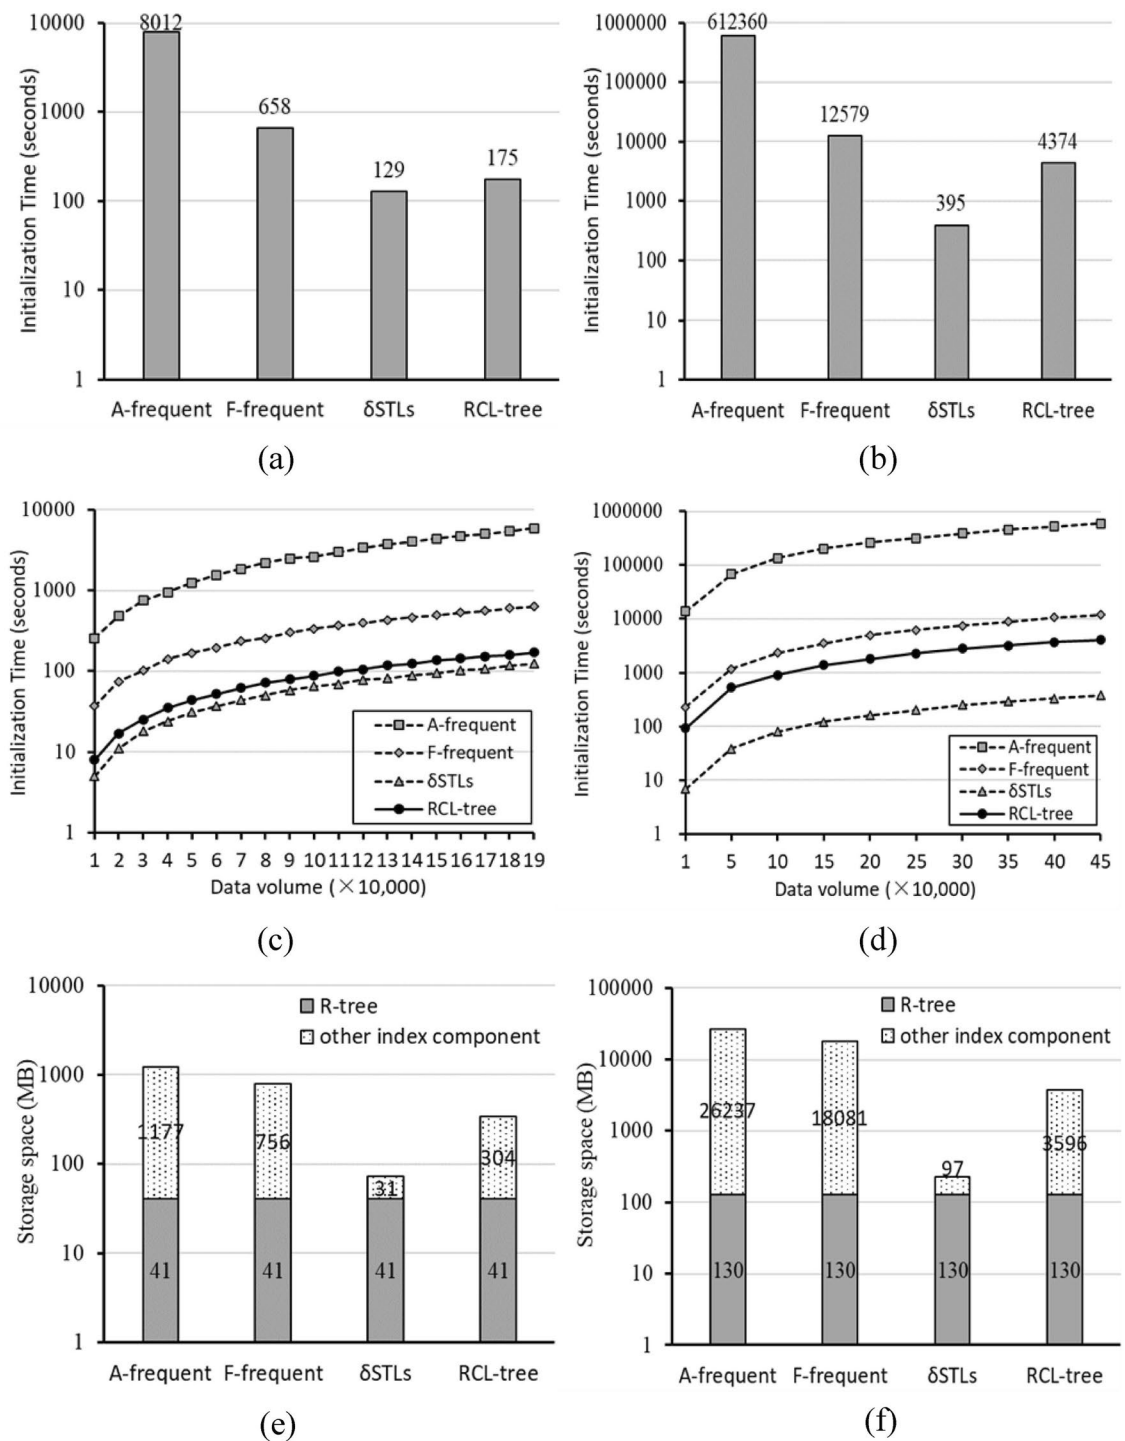 10000
1000
100
10
1
Initialization Time (seconds)
8012
658
129
175
A-frequent F-frequent δSTLs RCL-tree
(a)
1000000
100000
10000
1000
100
10
1
Initialization Time (seconds)
612360
12579
395
4374
A-frequent F-frequent δSTLs RCL-tree
(b)
10000
1000
100
10
1
Initialization Time (seconds)
A-frequent
F-frequent
δSTLs
RCL-tree
1 2 3 4 5 6 7 8 9 10 11 12 13 14 15 16 17 18 19
Data volume (×10,000)
(c)
1000000
100000
10000
1000
100
10
1
Initialization Time (seconds)
A-frequent
F-frequent
δSTLs
RCL-tree
1 5 10 15 20 25 30 35 40 45
Data volume (×10,000)
(d)
10000
1000
100
10
1
Storage space (MB)
R-tree
other index component
1177
756
31
304
41 41 41 41
A-frequent F-frequent δSTLs RCL-tree
(e)
100000
10000
1000
100
10
1
Storage space (MB)
R-tree
other index component
26237
18081
97
3596
130 130 130 130
A-frequent F-frequent δSTLs RCL-tree
(f)